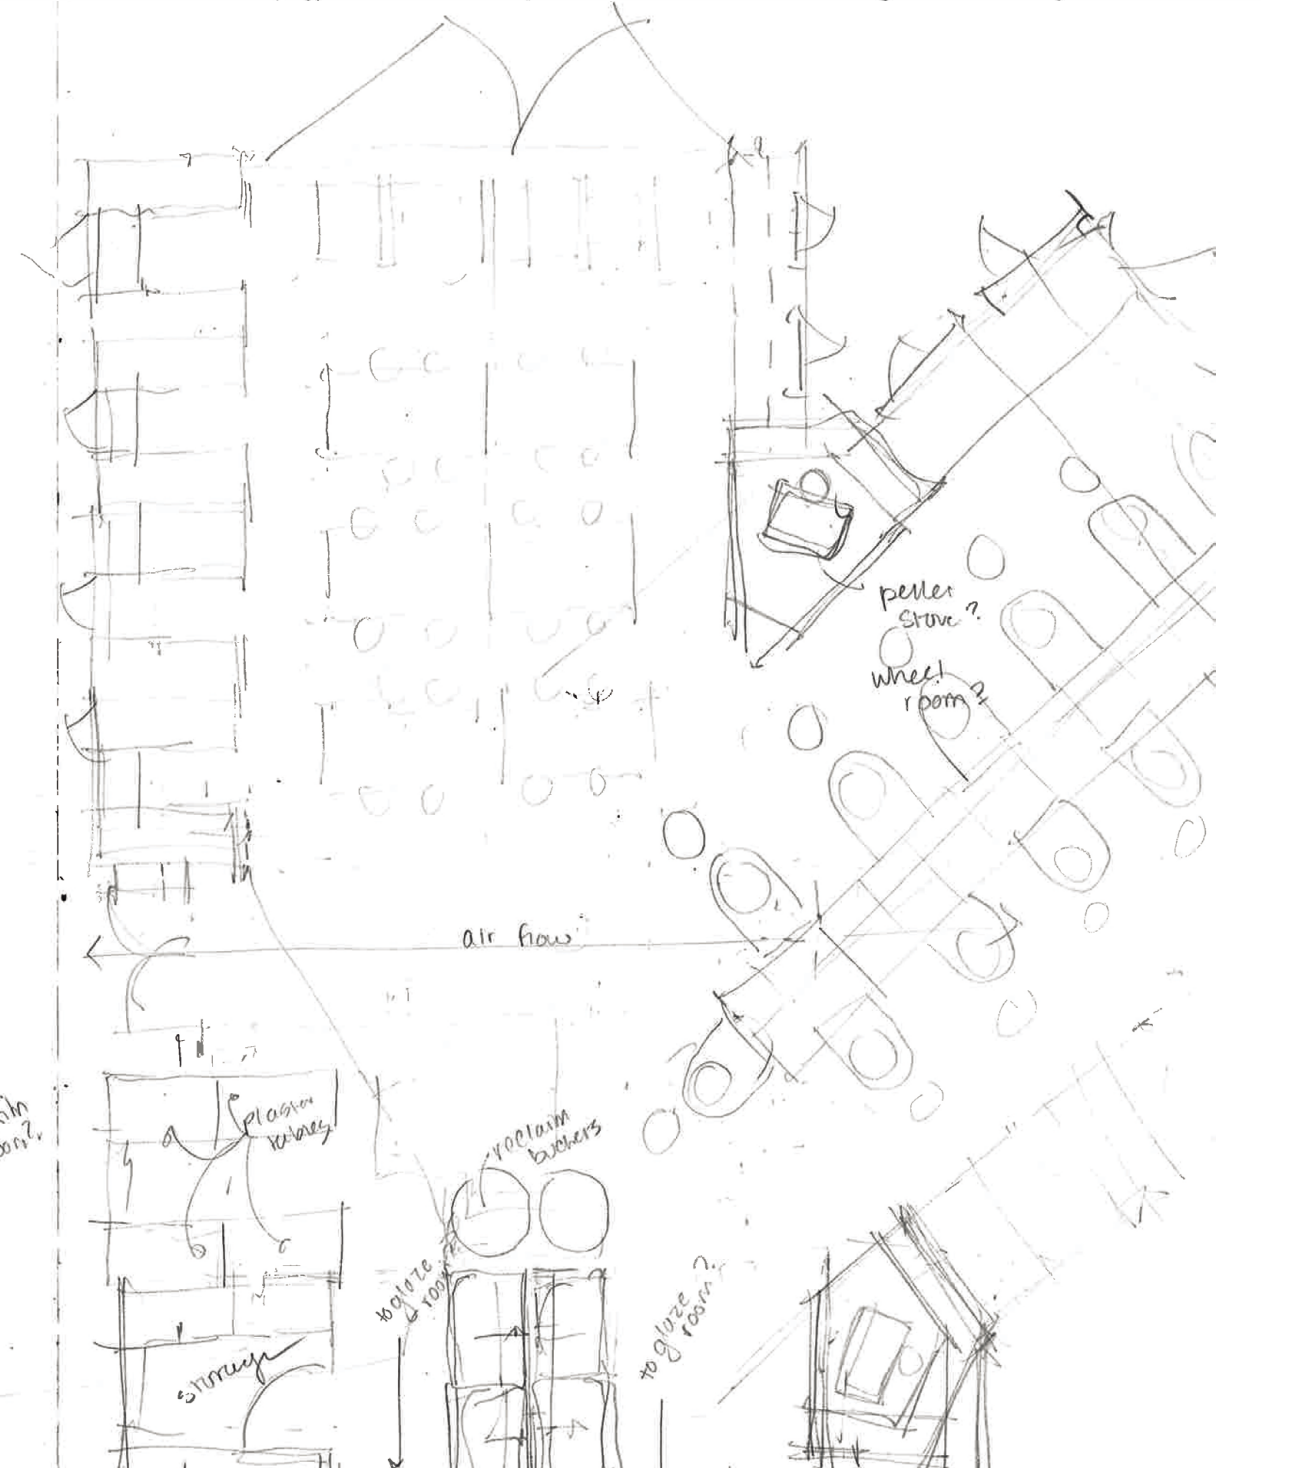 pellet
stove?
wheel
room?
air flow
plaster
tables
reclaim
buckets
to glaze
room?
to glaze
room?
storage